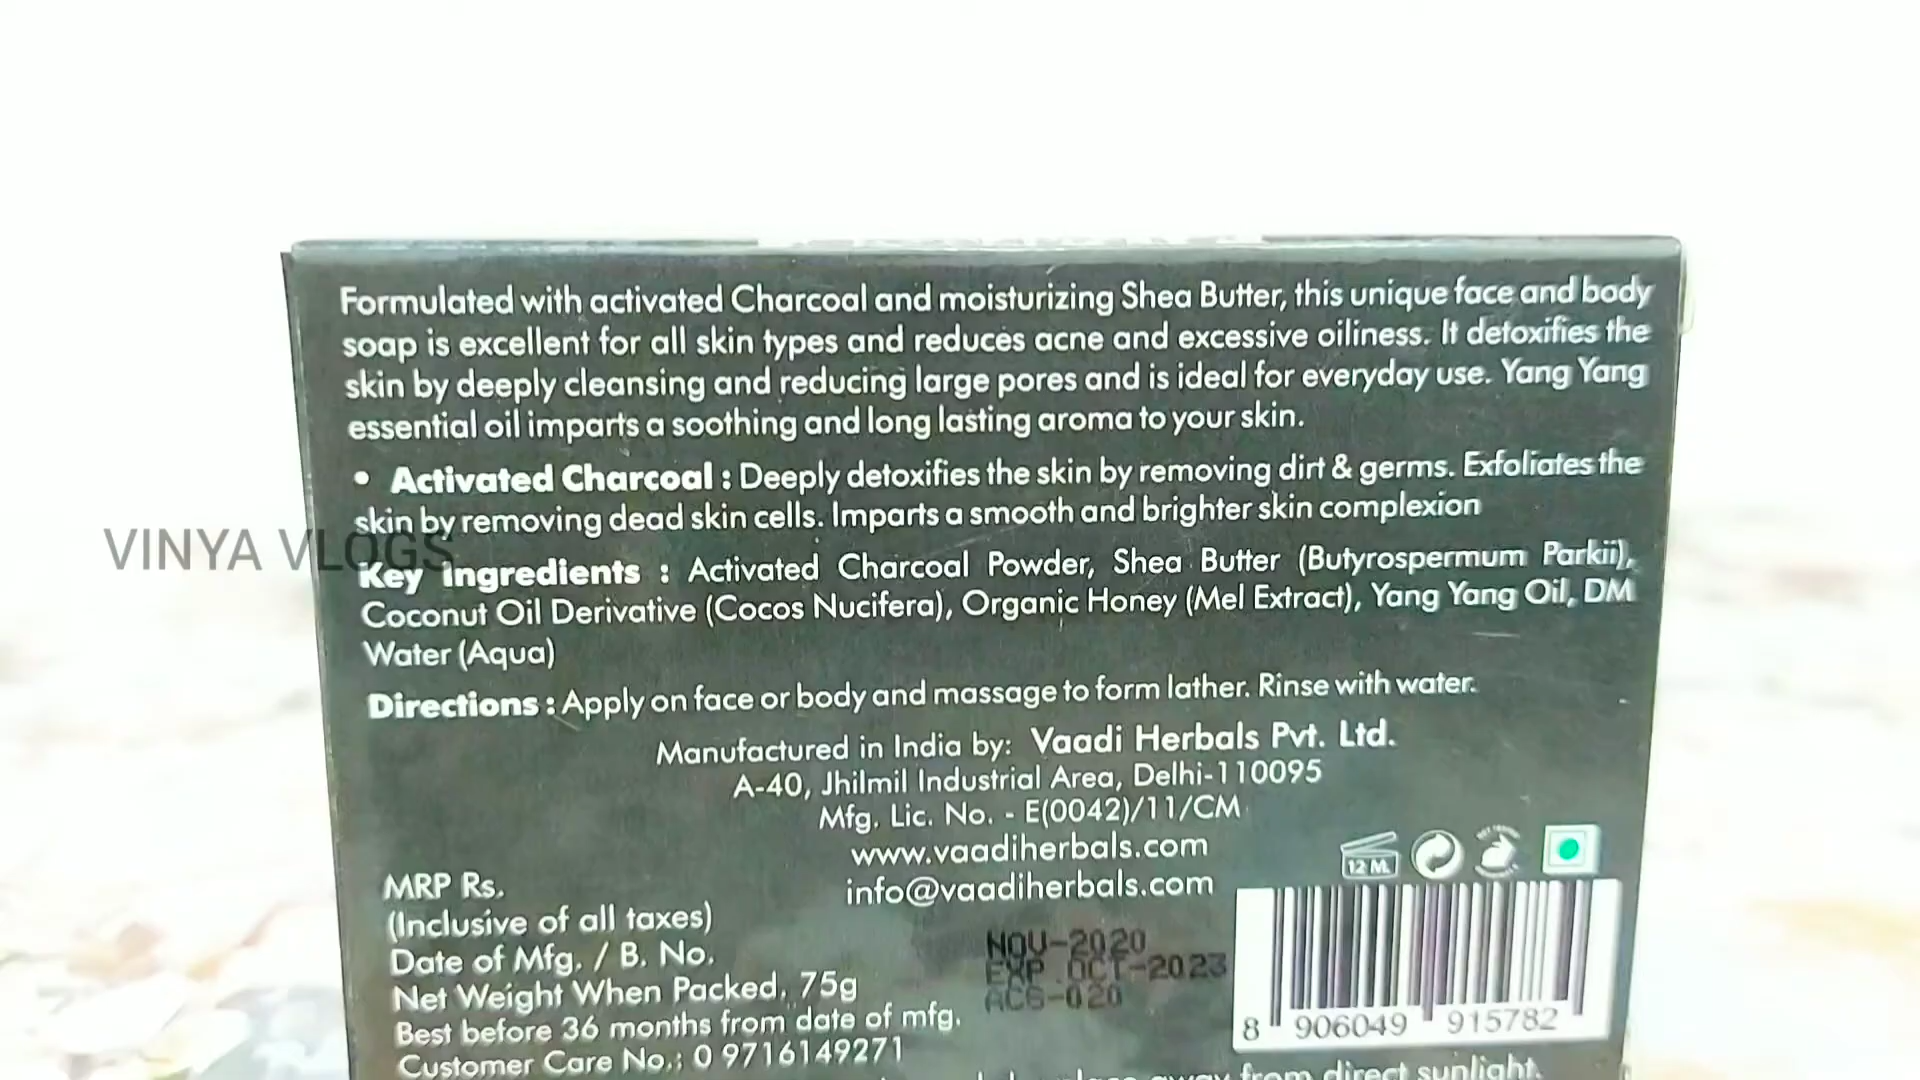 Formulated with activated Charcoal and moisturizing Shea Butter, this unique face and body
soap is excellent for all skin types and reduces acne and excessive oiliness. It detoxifies the
skin by deeply cleansing and reducing large pores and is ideal for everyday use. Yang Yang
essential oil imparts a soothing and long lasting aroma to your skin.
• Activated Charcoal : Deeply detoxifies the skin by removing dirt & germs. Exfoliates the
skin by removing dead skin cells. Imparts a smooth and brighter skin complexion
VINYA VLOGS
Key Ingredients : Activated Charcoal Powder, Shea Butter (Butyrospermum Parkii),
Coconut Oil Derivative (Cocos Nucifera), Organic Honey (Mel Extract), Yang Yang Oil, DM
Water (Aqua)
Directions : Apply on face or body and massage to form lather. Rinse with water.
Manufactured in India by: Vaadi Herbals Pvt. Ltd.
A-40, Jhilmil Industrial Area, Delhi-110095
Mfg. Lic. No. - E(0042)/11/CM
www.vaadiherbals.com
info@vaadiherbals.com
12 M
MRP Rs.
(Inclusive of all taxes)
Date of Mfg. / B. No.
Net Weight When Packed, 75g
Best before 36 months from date of mfg.
Customer Care No.: 0 9716149271
NOV-2020
EXP OCT-2023
ACS-020
8 906049 915782
away from direct sunlight.